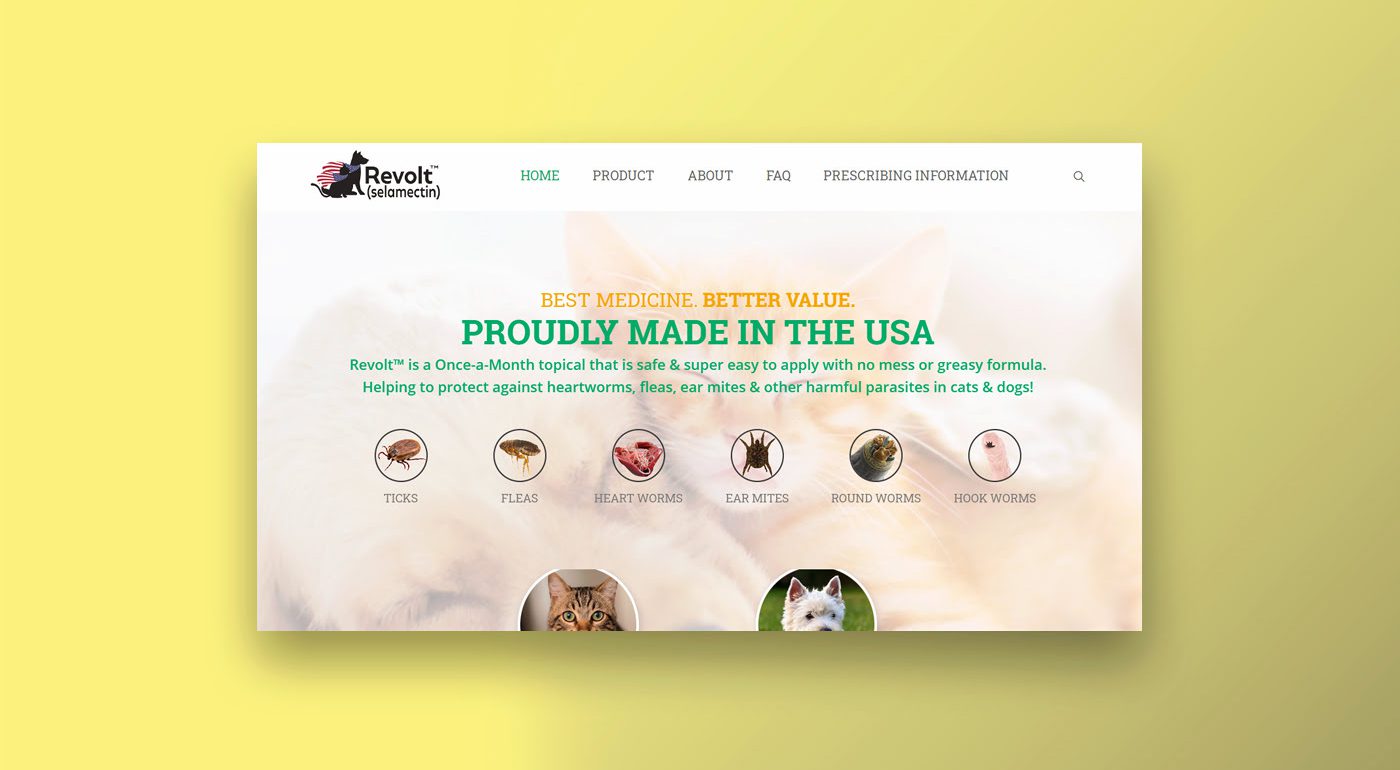 Revolt™
(selamectin)
HOME PRODUCT ABOUT FAQ PRESCRIBING INFORMATION
BEST MEDICINE. BETTER VALUE.
PROUDLY MADE IN THE USA
Revolt™ is a Once-a-Month topical that is safe & super easy to apply with no mess or greasy formula.
Helping to protect against heartworms, fleas, ear mites & other harmful parasites in cats & dogs!
TICKS FLEAS HEART WORMS EAR MITES ROUND WORMS HOOK WORMS